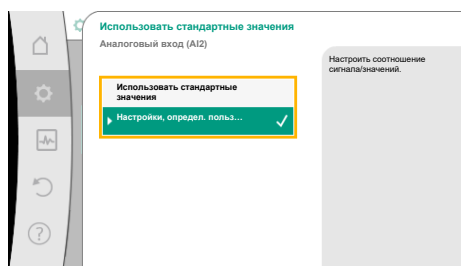 Использовать стандартные значения
Аналоговый вход (AI2)
Настроить соотношение
сигнала/значений.
Использовать стандартные
значения
Настройки, определ. польз...
?